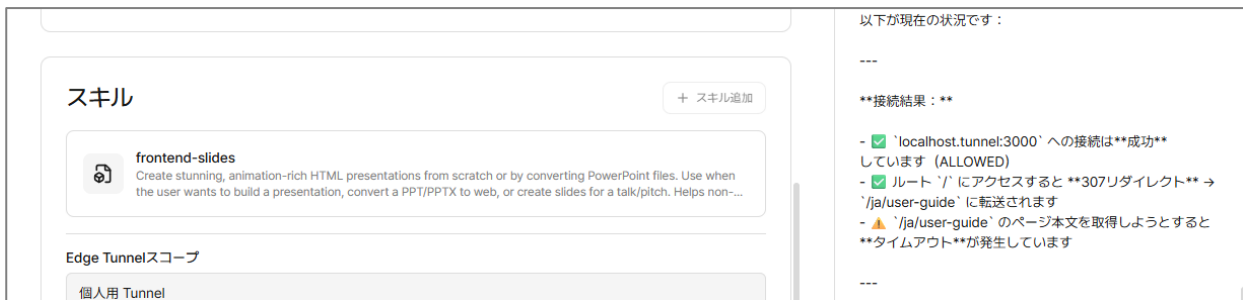 スキル
+ スキル追加
frontend-slides
Create stunning, animation-rich HTML presentations from scratch or by converting PowerPoint files. Use when
the user wants to build a presentation, convert a PPT/PPTX to web, or create slides for a talk/pitch. Helps non-...
Edge Tunnelスコープ
個人用 Tunnel
以下が現在の状況です：
---
**接続結果：**
- ✅ `localhost.tunnel:3000` への接続は**成功**
しています（ALLOWED）
- ✅ ルート `/` にアクセスすると **307リダイレクト** →
`/ja/user-guide` に転送されます
- ⚠️ `/ja/user-guide` のページ本文を取得しようとすると
**タイムアウト**が発生しています
---